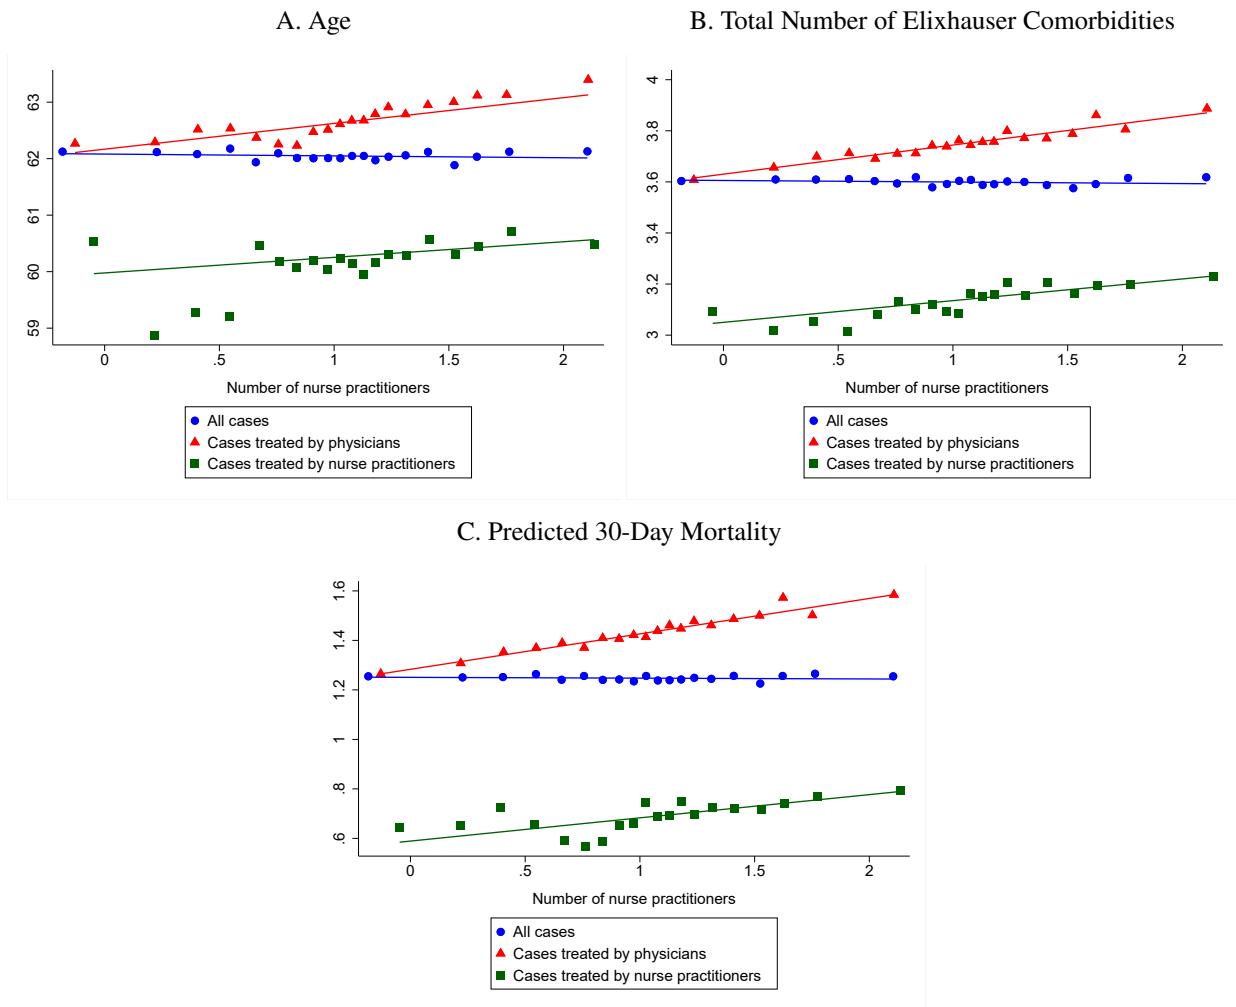 A. Age
63
62
61
60
59
0
.5
1
1.5
2
Number of nurse practitioners
All cases
Cases treated by physicians
Cases treated by nurse practitioners
B. Total Number of Elixhauser Comorbidities
4
3.8
3.6
3.4
3.2
3
0
.5
1
1.5
2
Number of nurse practitioners
All cases
Cases treated by physicians
Cases treated by nurse practitioners
C. Predicted 30-Day Mortality
1.6
1.4
1.2
1
.8
.6
0
.5
1
1.5
2
Number of nurse practitioners
All cases
Cases treated by physicians
Cases treated by nurse practitioners